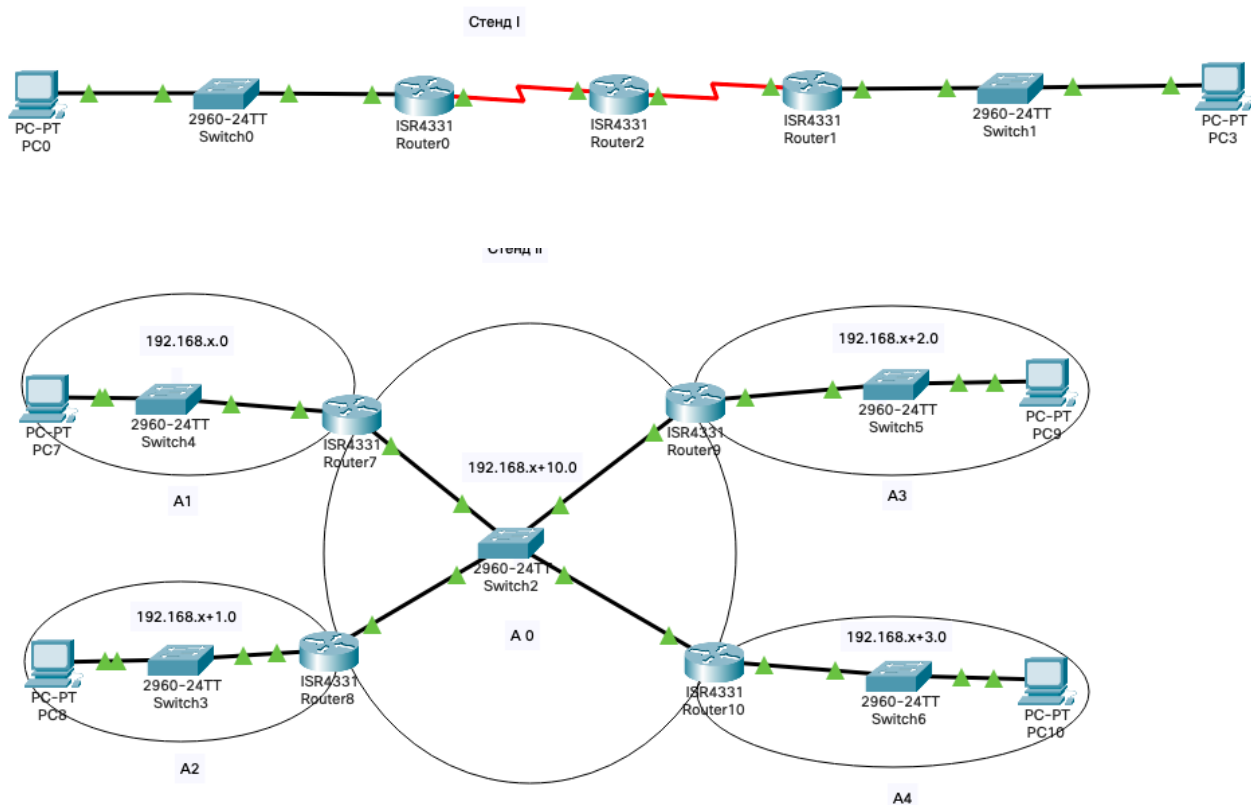 Стенд I
PC-PT
PC0
2960-24TT
Switch0
ISR4331
Router0
ISR4331
Router2
ISR4331
Router1
2960-24TT
Switch1
PC-PT
PC3
Стенд II
192.168.x.0
PC-PT
PC7
2960-24TT
Switch4
ISR4331
Router7
A1
192.168.x+10.0
2960-24TT
Switch2
A 0
192.168.x+2.0
ISR4331
Router9
2960-24TT
Switch5
PC-PT
PC9
A3
192.168.x+1.0
PC-PT
PC8
2960-24TT
Switch3
ISR4331
Router8
A2
192.168.x+3.0
ISR4331
Router10
2960-24TT
Switch6
PC-PT
PC10
A4